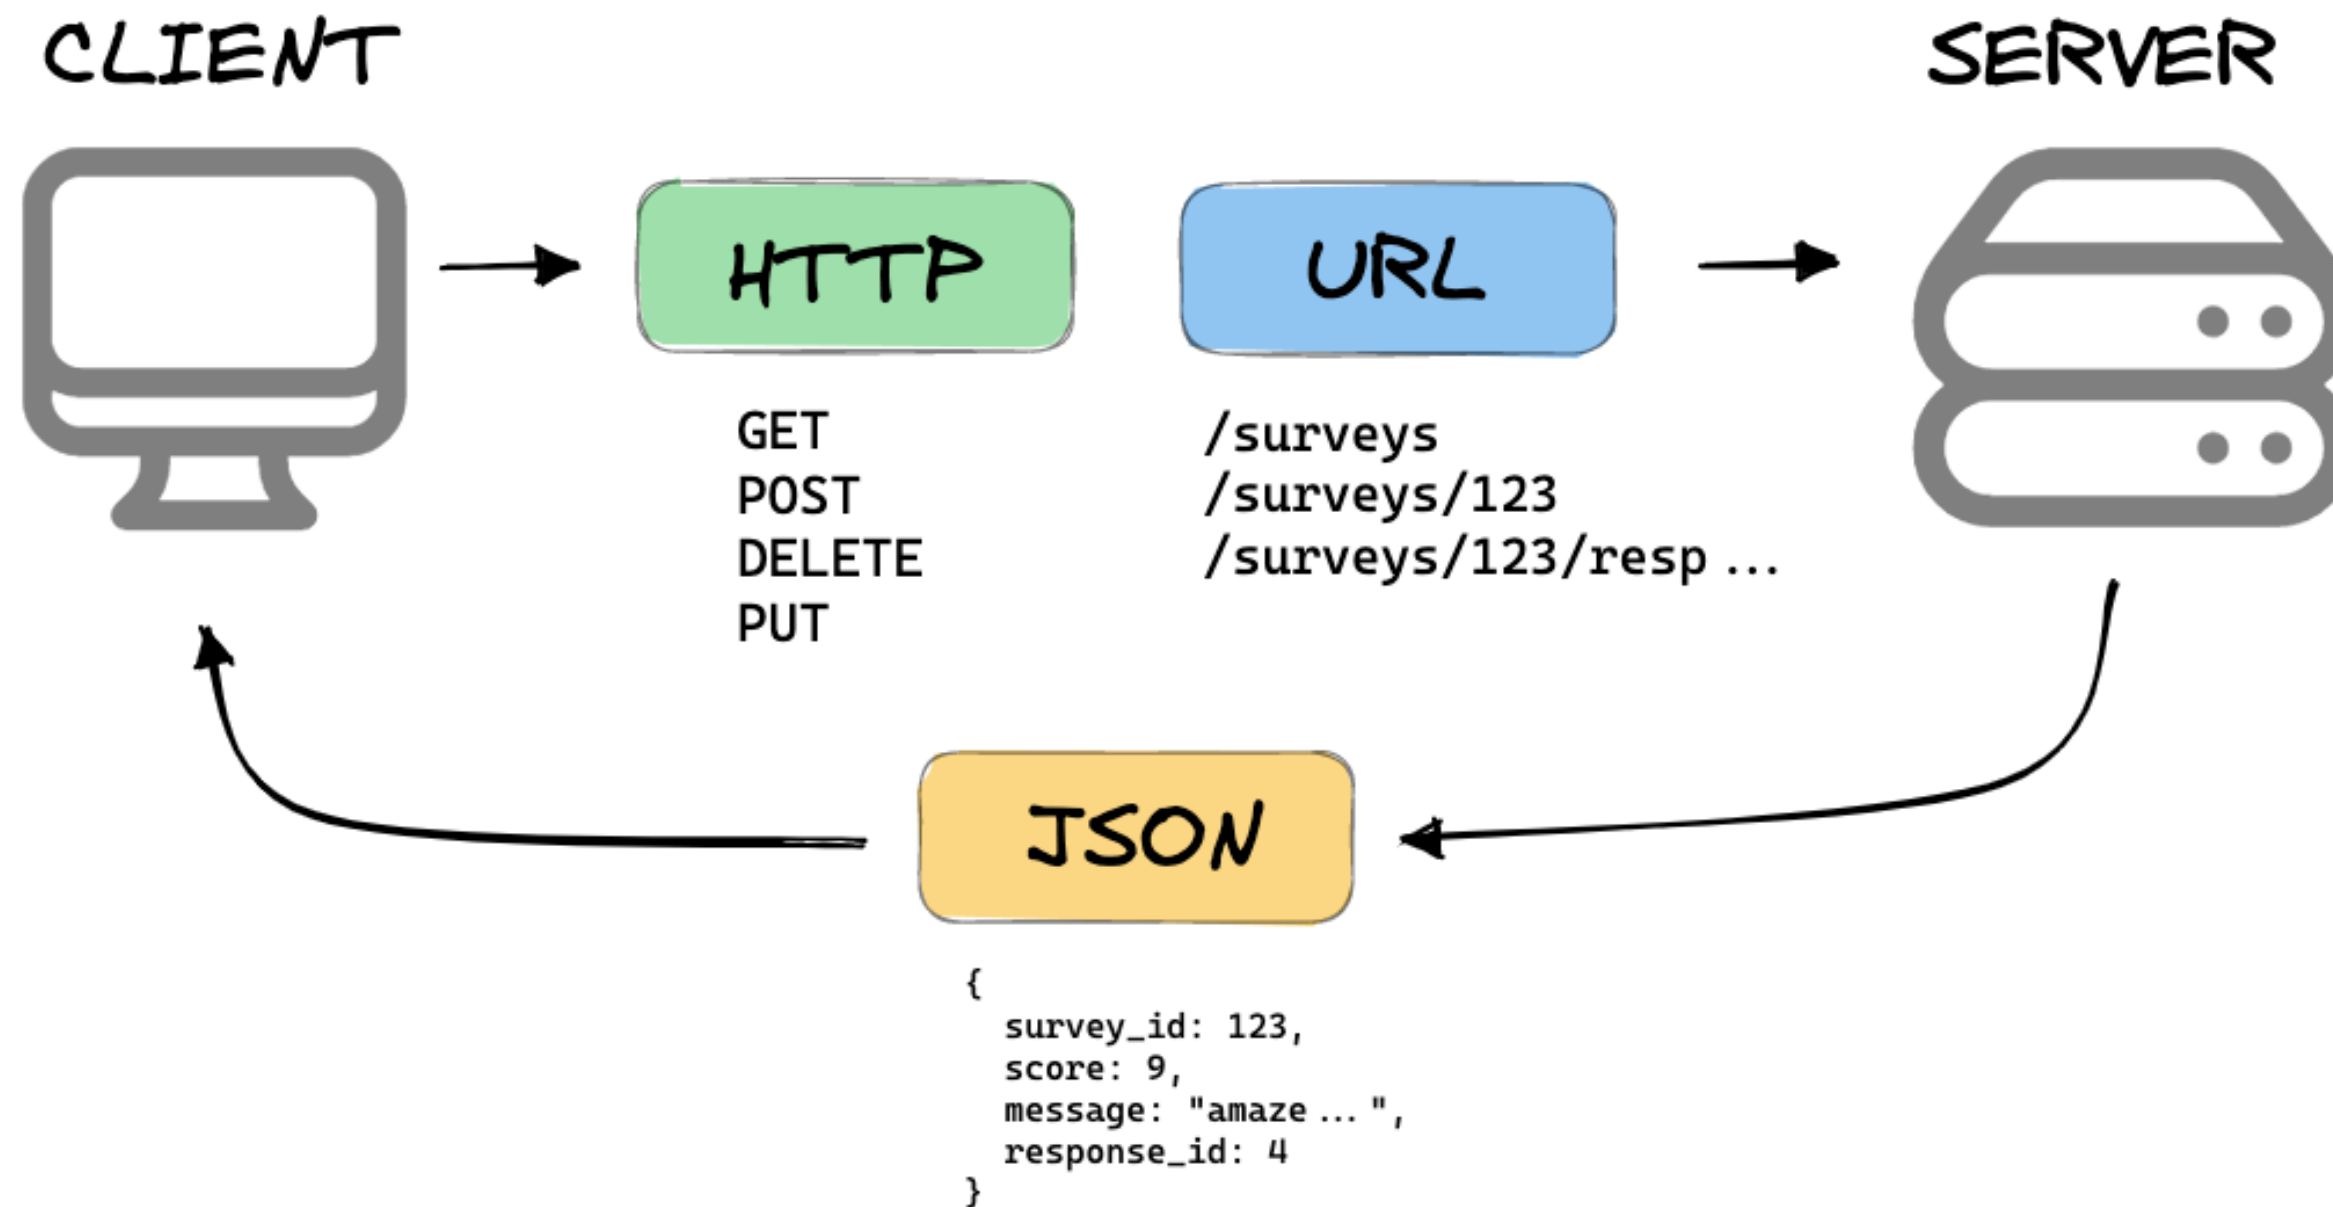 CLIENT
SERVER
HTTP
URL
GET
POST
DELETE
PUT
/surveys
/surveys/123
/surveys/123/resp ...
JSON
{
  survey_id: 123,
  score: 9,
  message: "amaze ... ",
  response_id: 4
}